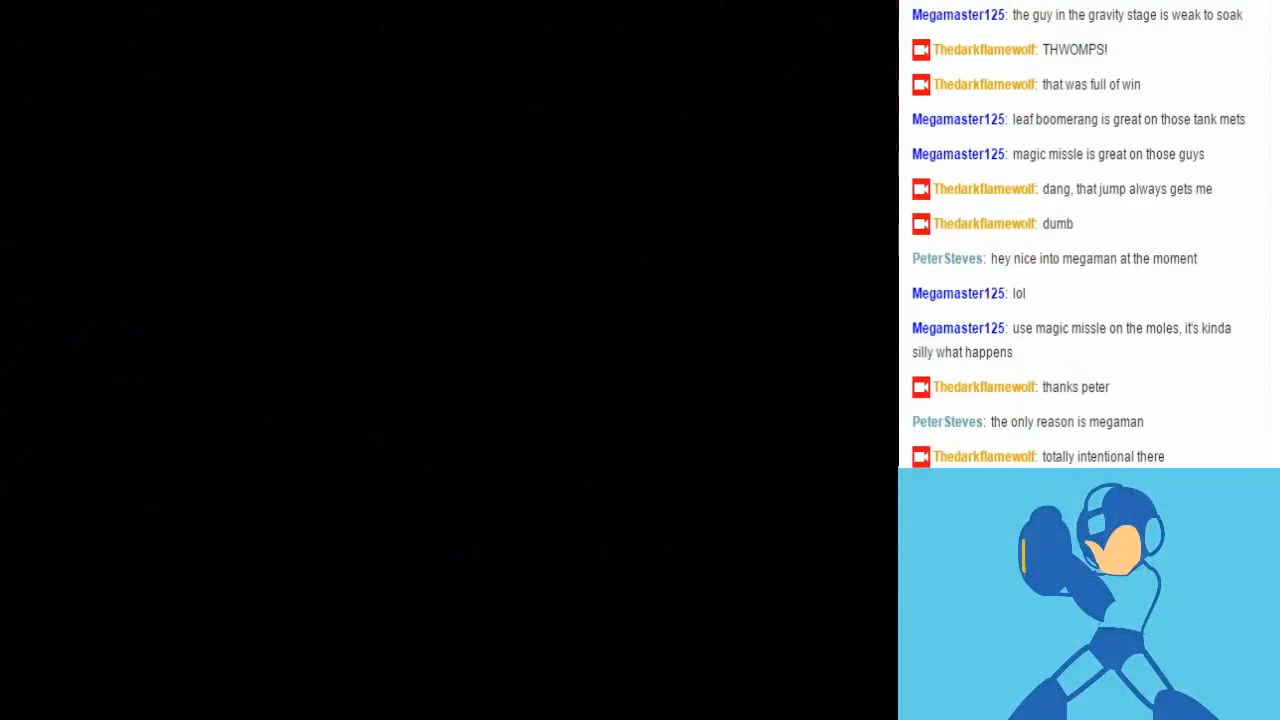 Megamaster125: the guy in the gravity stage is weak to soak
Thedarkflamewolf: THWOMPS!
Thedarkflamewolf: that was full of win
Megamaster125: leaf boomerang is great on those tank mets
Megamaster125: magic missle is great on those guys
Thedarkflamewolf: dang, that jump always gets me
Thedarkflamewolf: dumb
PeterSteves: hey nice into megaman at the moment
Megamaster125: lol
Megamaster125: use magic missle on the moles, it's kinda
silly what happens
Thedarkflamewolf: thanks peter
PeterSteves: the only reason is megaman
Thedarkflamewolf: totally intentional there